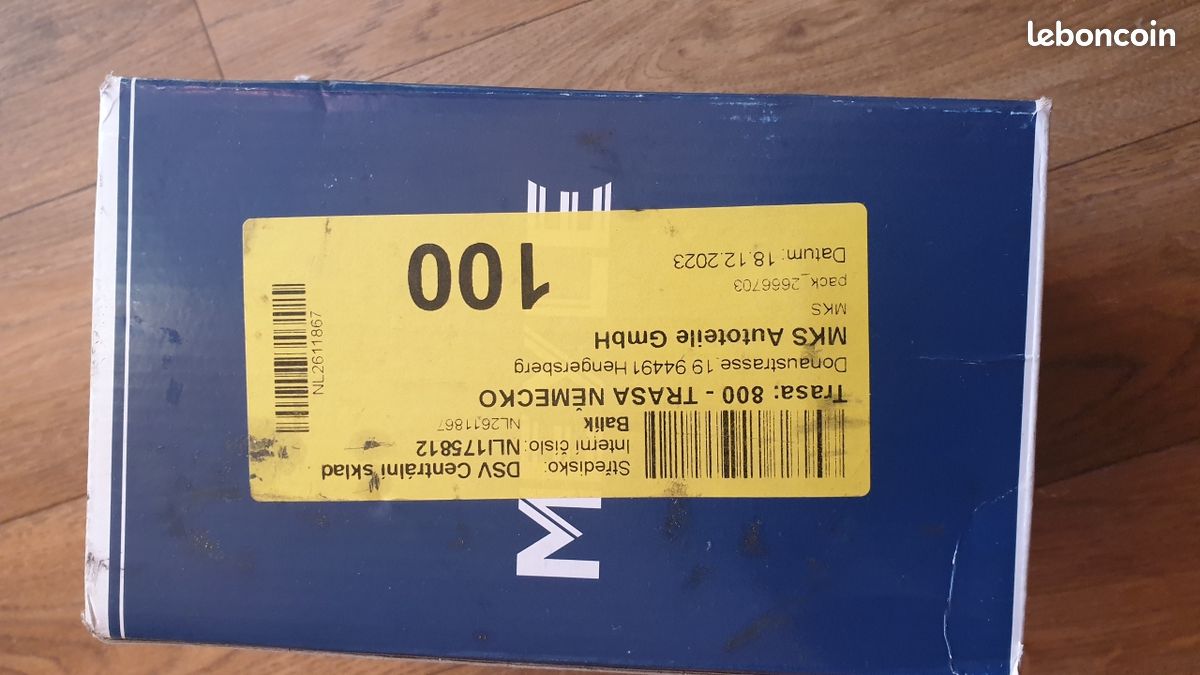 leboncoin
Středisko: DSV Centrální sklad
Interní číslo: NLI175812
Balík NL2611867
Trasa: 800 - TRASA NĚMECKO
Donaustrasse.19 94491 Hengersberg
MKS Autoteile GmbH
MKS
pack_2666703
Datum: 18.12.2023
100
NL2611867